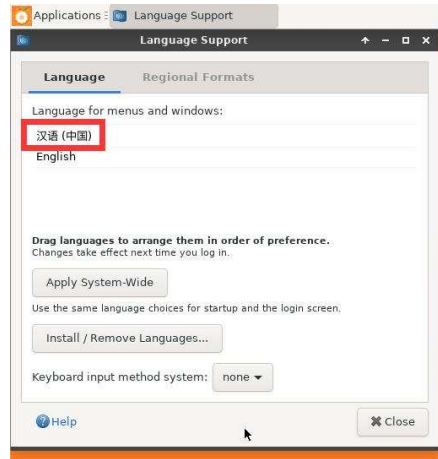 Applications Language Support
Language Support
Language Regional Formats
Language for menus and windows:
汉语 (中国)
English
Drag languages to arrange them in order of preference.
Changes take effect next time you log in.
Apply System-Wide
Use the same language choices for startup and the login screen.
Install / Remove Languages...
Keyboard input method system: none
Help Close